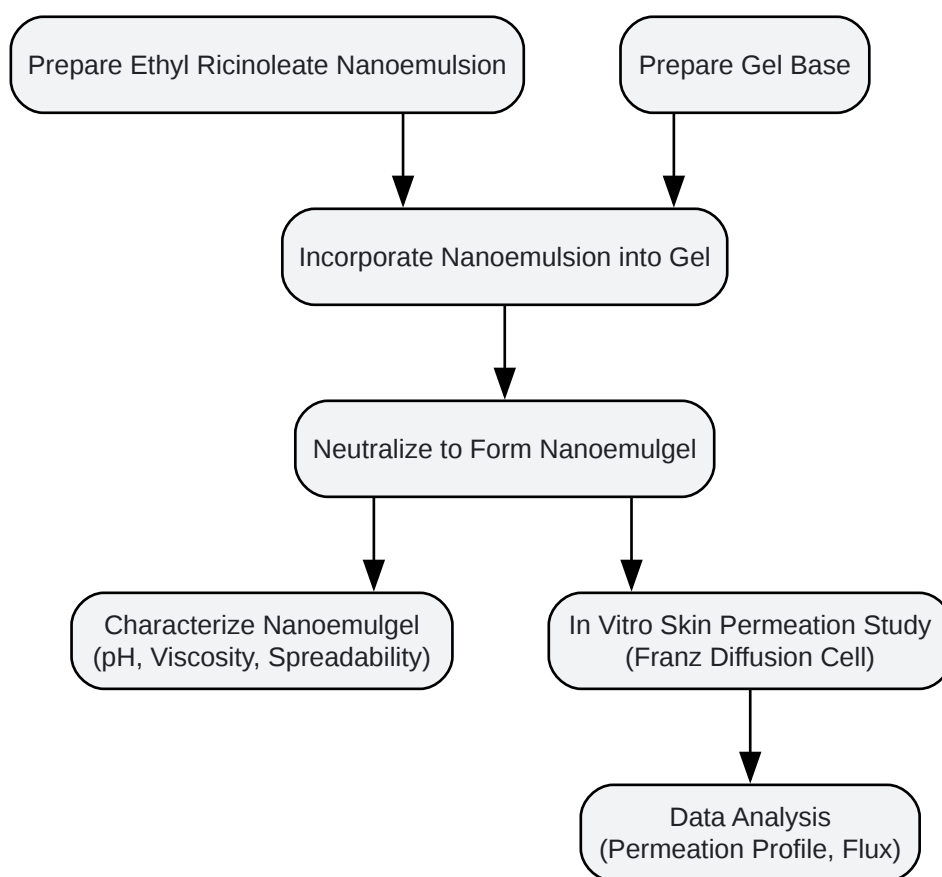 Prepare Ethyl Ricinoleate Nanoemulsion
Prepare Gel Base
Incorporate Nanoemulsion into Gel
Neutralize to Form Nanoemulgel
Characterize Nanoemulgel
(pH, Viscosity, Spreadability)
In Vitro Skin Permeation Study
(Franz Diffusion Cell)
Data Analysis
(Permeation Profile, Flux)